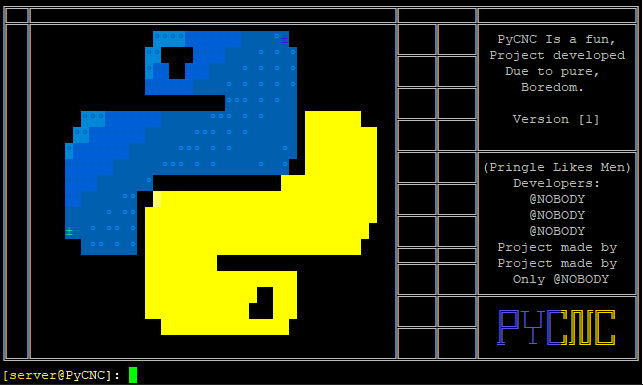 PyCNC Is a fun,
Project developed
Due to pure,
Boredom.
Version [1]
(Pringle Likes Men)
Developers:
@NOBODY
@NOBODY
@NOBODY
Project made by
Project made by
Only @NOBODY
PYCNC
[server@PyCNC]: